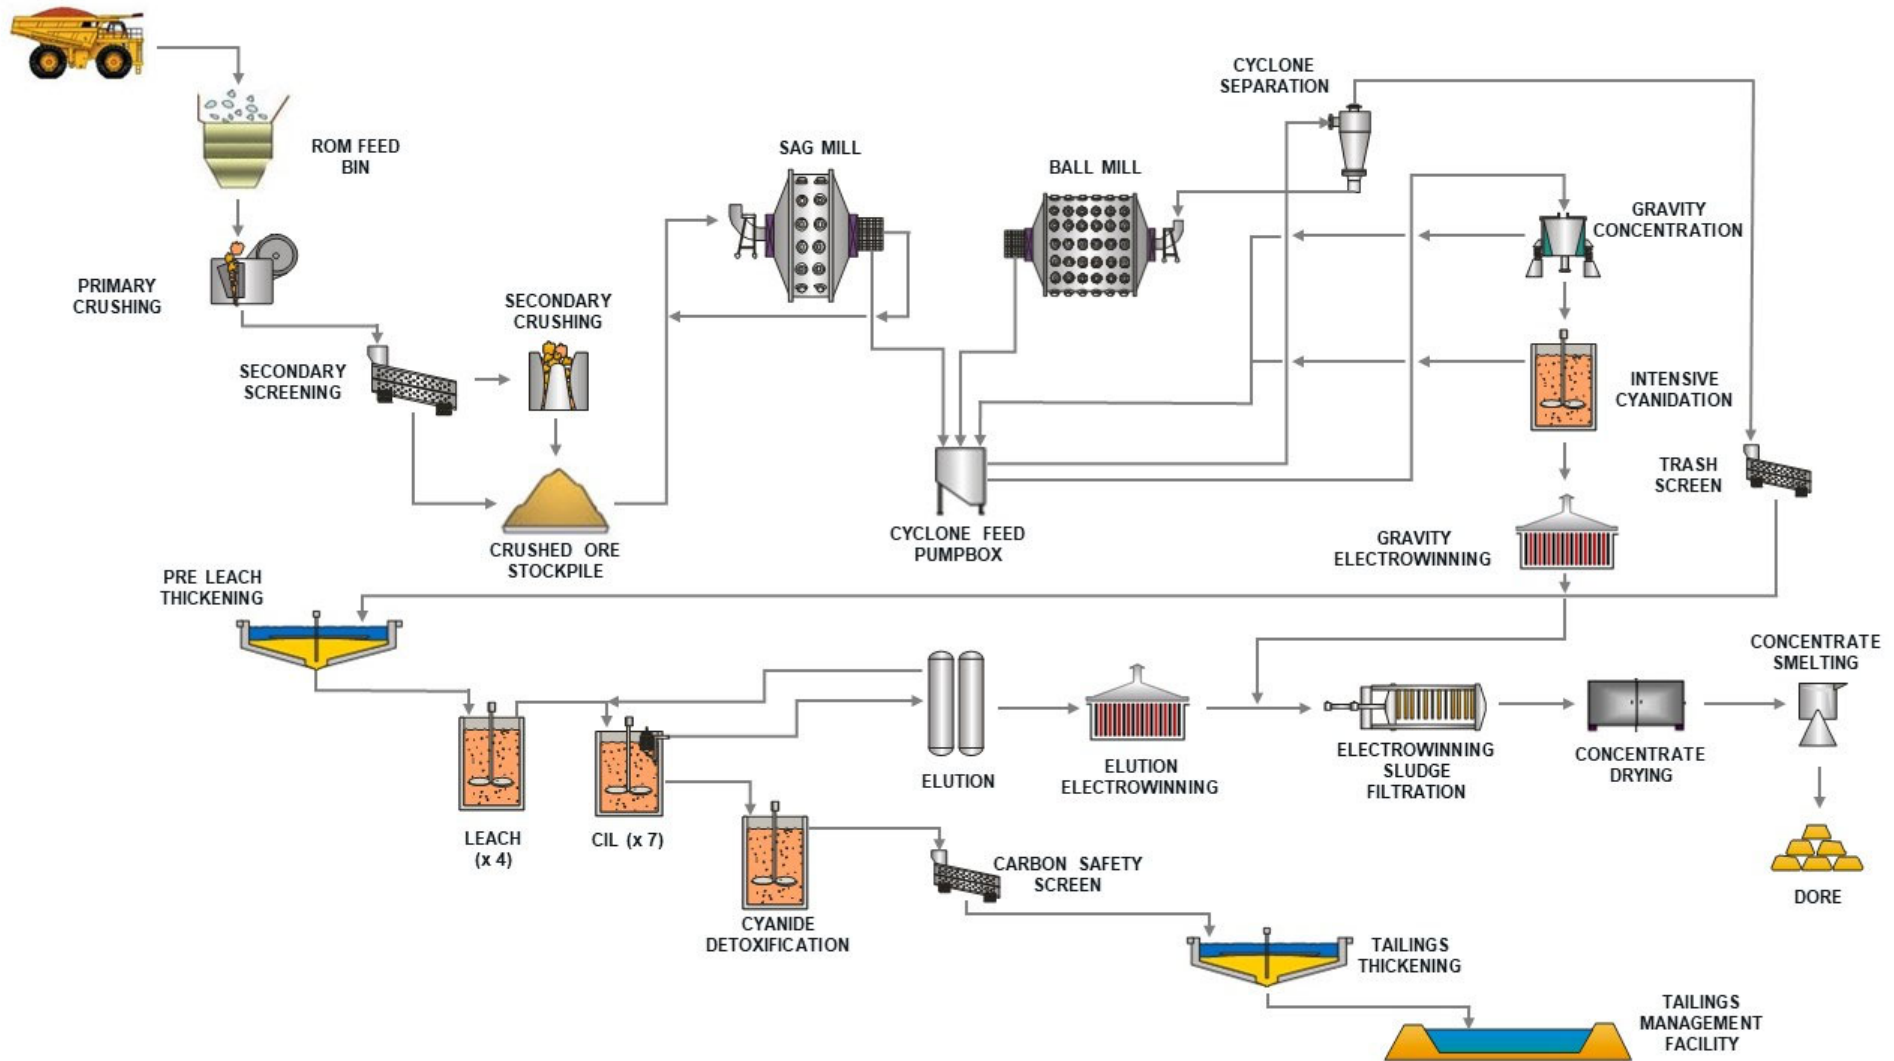 CYCLONE
SEPARATION
ROM FEED
BIN
SAG MILL
BALL MILL
GRAVITY
CONCENTRATION
PRIMARY
CRUSHING
SECONDARY
CRUSHING
SECONDARY
SCREENING
INTENSIVE
CYANIDATION
TRASH
SCREEN
CYCLONE FEED
PUMPBOX
GRAVITY
ELECTROWINNING
CRUSHED ORE
STOCKPILE
PRE LEACH
THICKENING
CONCENTRATE
SMELTING
ELUTION
ELUTION
ELECTROWINNING
ELECTROWINNING
SLUDGE
FILTRATION
CONCENTRATE
DRYING
LEACH
(x 4)
CIL (x 7)
CARBON SAFETY
SCREEN
DORE
CYANIDE
DETOXIFICATION
TAILINGS
THICKENING
TAILINGS
MANAGEMENT
FACILITY